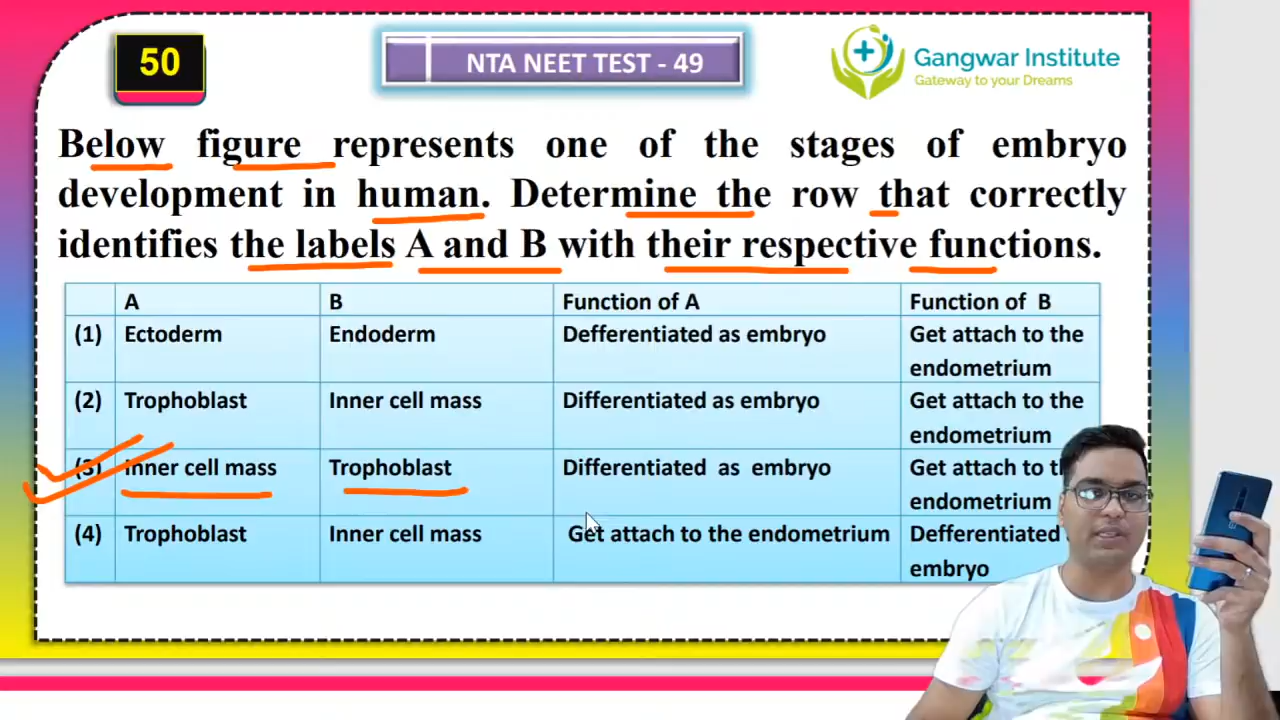 50
NTA NEET TEST - 49
Gangwar Institute
Gateway to your Dreams
Below figure represents one of the stages of embryo
development in human. Determine the row that correctly
identifies the labels A and B with their respective functions.
A B Function of A Function of B
(1) Ectoderm Endoderm Defferentiated as embryo Get attach to the
endometrium
(2) Trophoblast Inner cell mass Differentiated as embryo Get attach to the
endometrium
(3) Inner cell mass Trophoblast Differentiated as embryo Get attach to
endometrium
(4) Trophoblast Inner cell mass Get attach to the endometrium Defferentiated
embryo